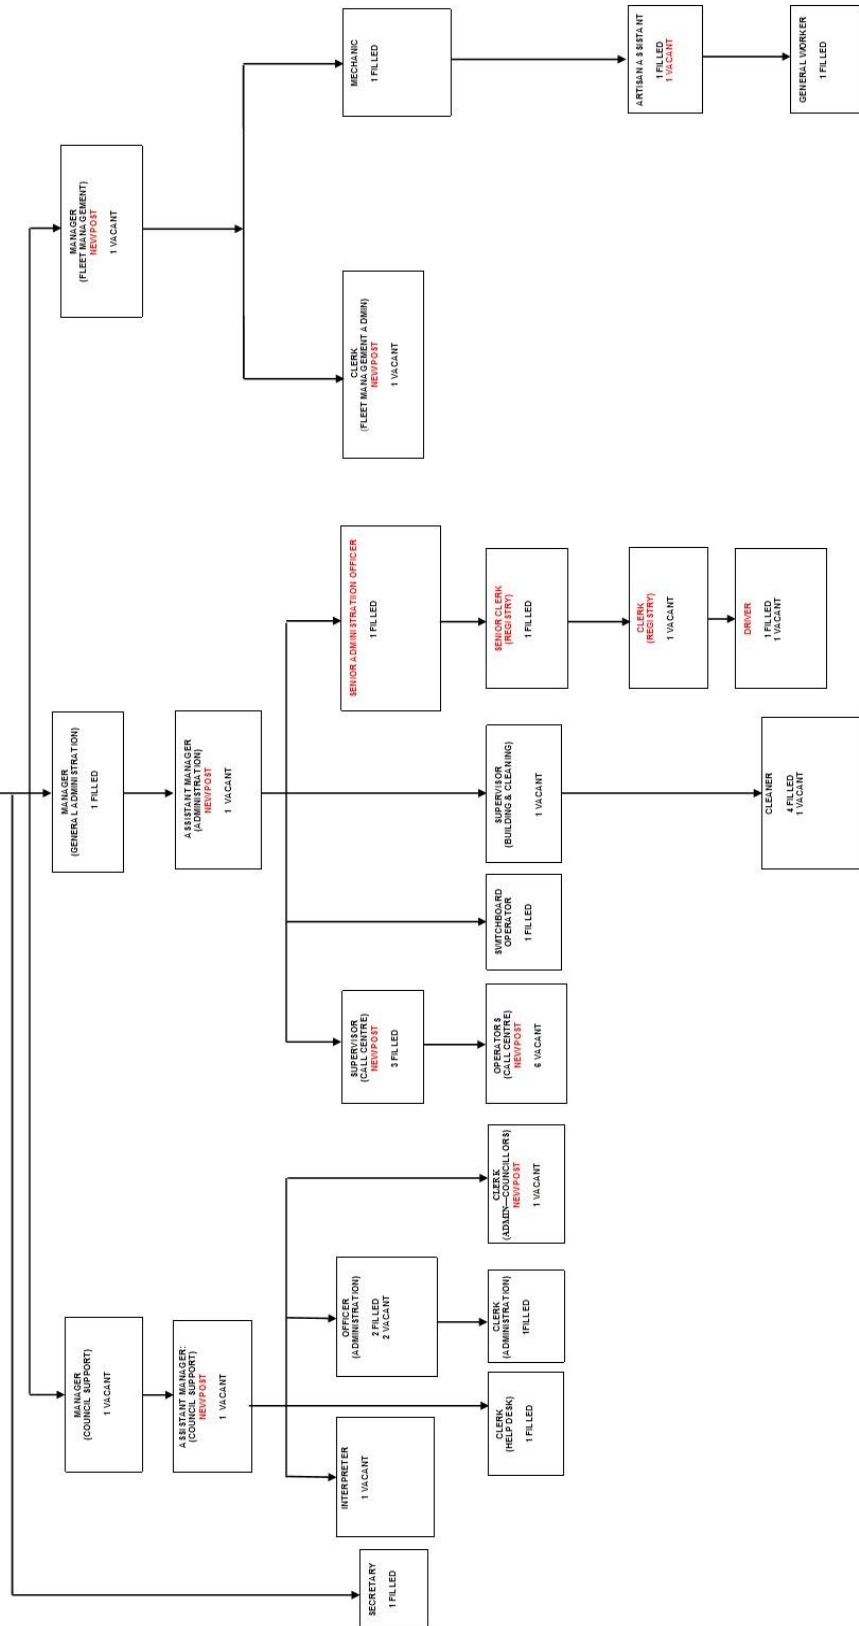 SECRETARY
1 FILLED
MANAGER
(COUNCIL SUPPORT)
1 VACANT
ASSISTANT MANAGER:
(COUNCIL SUPPORT)
NEW POST
1 VACANT
INTERPRETER
1 VACANT
OFFICER
(ADMINISTRATION)
2 FILLED
2 VACANT
CLERK
(HELP DESK)
1 FILLED
CLERK
(ADMINISTRATION)
1FILLED
CLERK
(ADMIN—COUNCILLORS)
NEW POST
1 VACANT
MANAGER
(GENERAL ADMINISTRATION)
1 FILLED
ASSISTANT MANAGER
(ADMINISTRATION)
NEW POST
1 VACANT
SUPERVISOR
(CALL CENTRE)
NEW POST
3 FILLED
OPERATORS
(CALL CENTRE)
NEW POST
6 VACANT
SWITCHBOARD
OPERATOR
1 FILLED
SUPERVISOR
(BUILDING & CLEANING)
1 VACANT
CLEANER
4 FILLED
1 VACANT
SENIOR ADMINISTRATIION OFFICER
1 FILLED
SENIOR CLERK
(REGISTRY)
1 FILLED
CLERK
(REGISTRY)
1 VACANT
DRIVER
1 FILLED
1 VACANT
MANAGER
(FLEET MANAGEMENT)
NEW POST
1 VACANT
CLERK
(FLEET MANAGEMENT ADMIN)
NEW POST
1 VACANT
MECHANIC
1 FILLED
ARTISAN ASSISTANT
1 FILLED
1 VACANT
GENERAL WORKER
1 FILLED